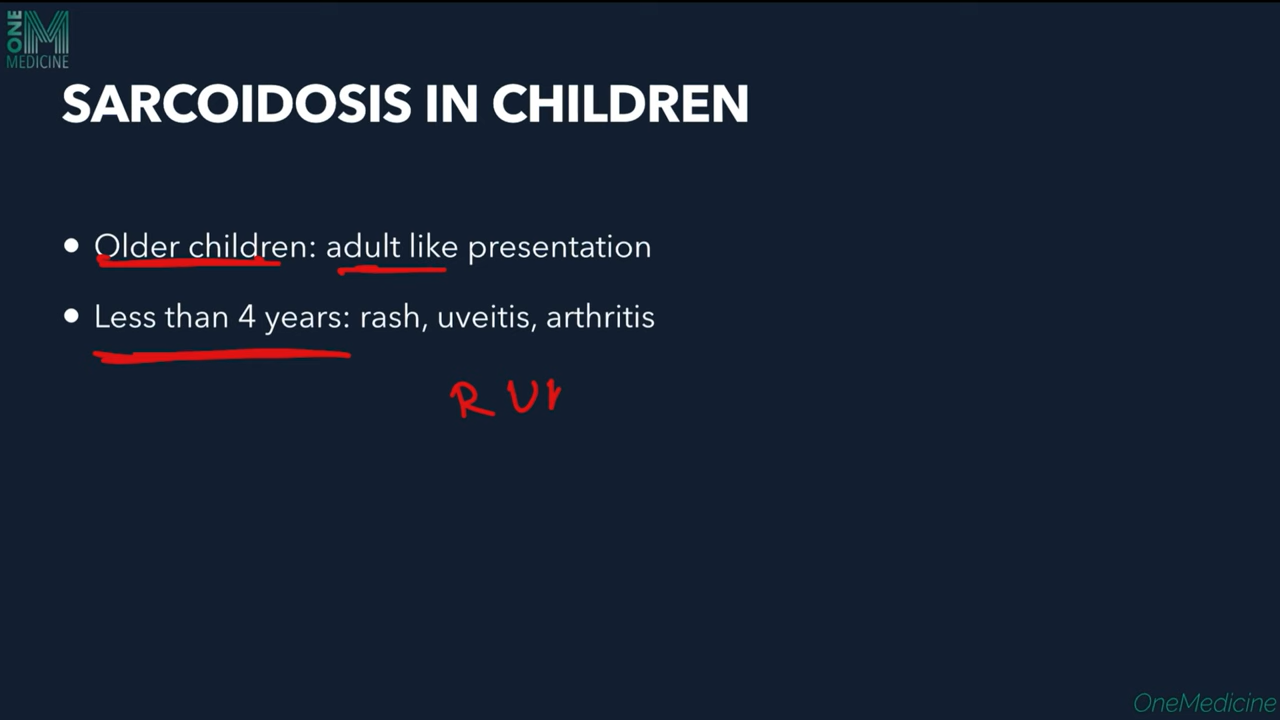 ONE
M
MEDICINE
SARCOIDOSIS IN CHILDREN
• Older children: adult like presentation
• Less than 4 years: rash, uveitis, arthritis
R U
OneMedicine